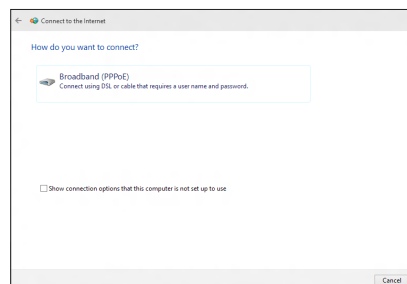 Connect to the Internet
How do you want to connect?
Broadband (PPPoE)
Connect using DSL or cable that requires a user name and password.
Show connection options that this computer is not set up to use
Cancel